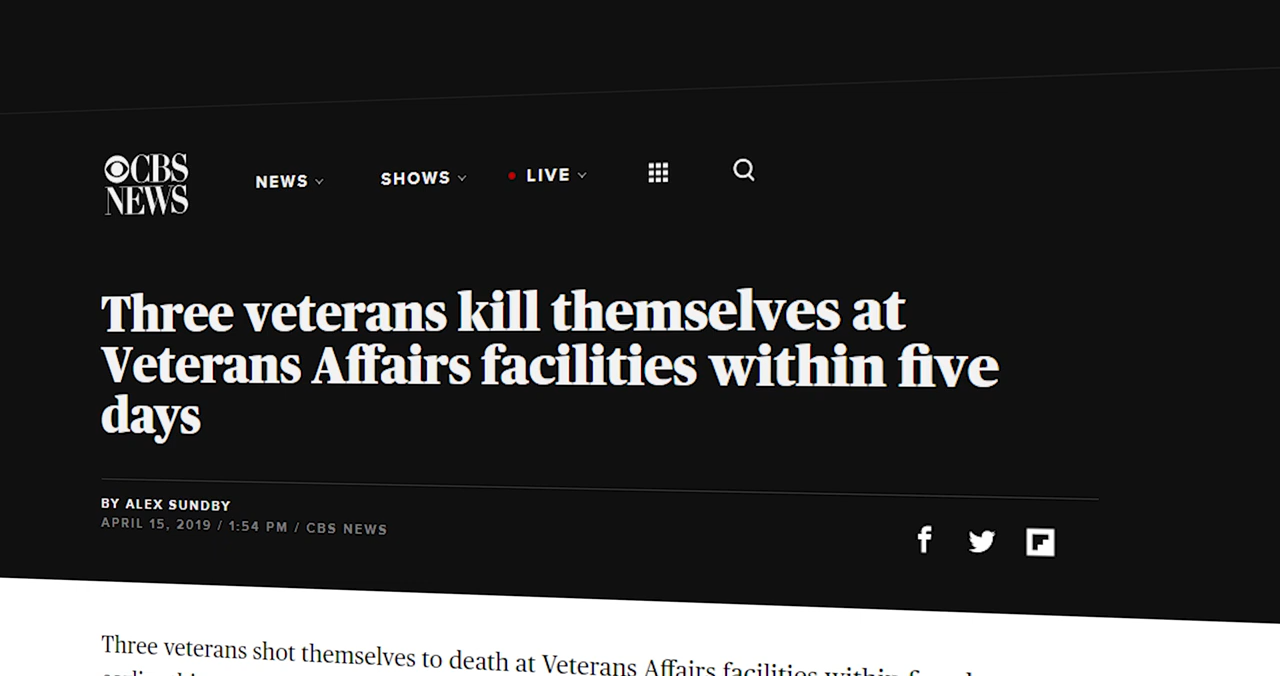 CBS
NEWS
NEWS
SHOWS
LIVE
Three veterans kill themselves at
Veterans Affairs facilities within five
days
BY ALEX SUNDBY
APRIL 15, 2019 / 1:54 PM / CBS NEWS
Three veterans shot themselves to death at Veterans Affairs facilities within